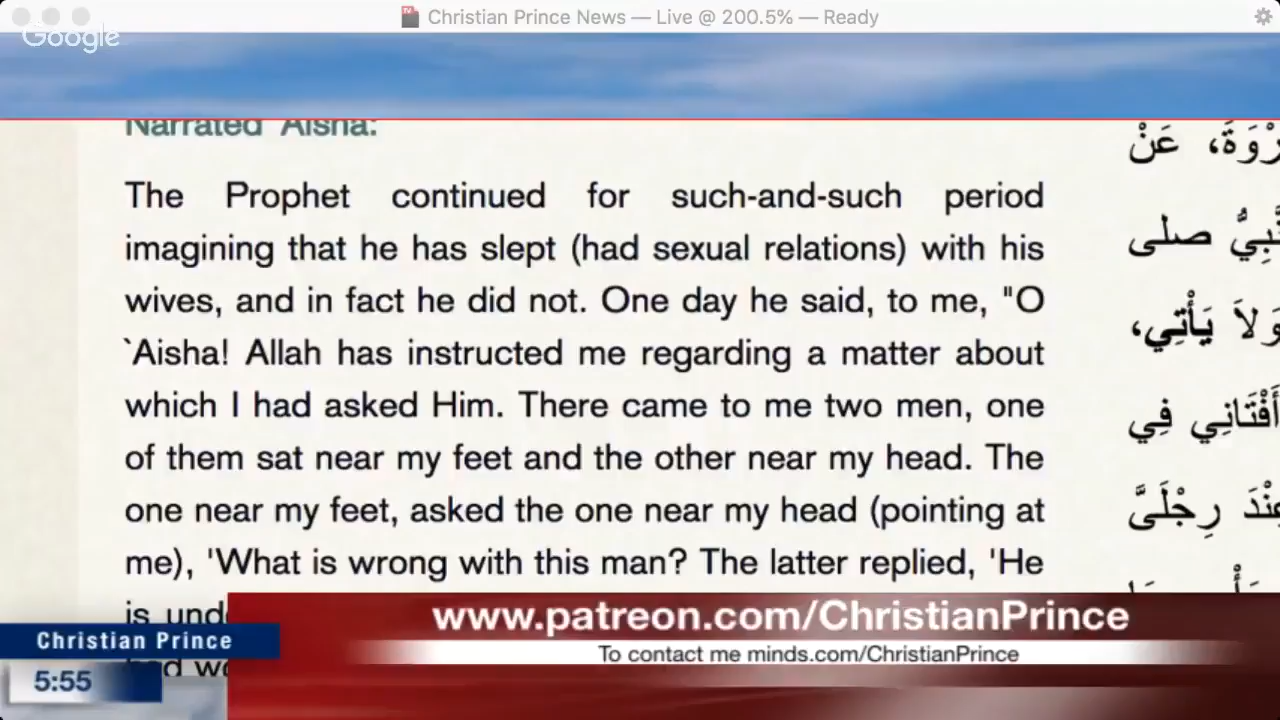 Christian Prince News — Live @ 200.5% — Ready
Google
Narrated Aisha:
The Prophet continued for such-and-such period
imagining that he has slept (had sexual relations) with his
wives, and in fact he did not. One day he said, to me, "O
`Aisha! Allah has instructed me regarding a matter about
which I had asked Him. There came to me two men, one
of them sat near my feet and the other near my head. The
one near my feet, asked the one near my head (pointing at
me), 'What is wrong with this man? The latter replied, 'He
is
عَنْ
صلى
وَلاَ يَأْتِي،
أَفْتَانِي فِي
عِنْدَ رِجْلَىَّ
www.patreon.com/ChristianPrince
To contact me minds.com/ChristianPrince
Christian Prince
5:55